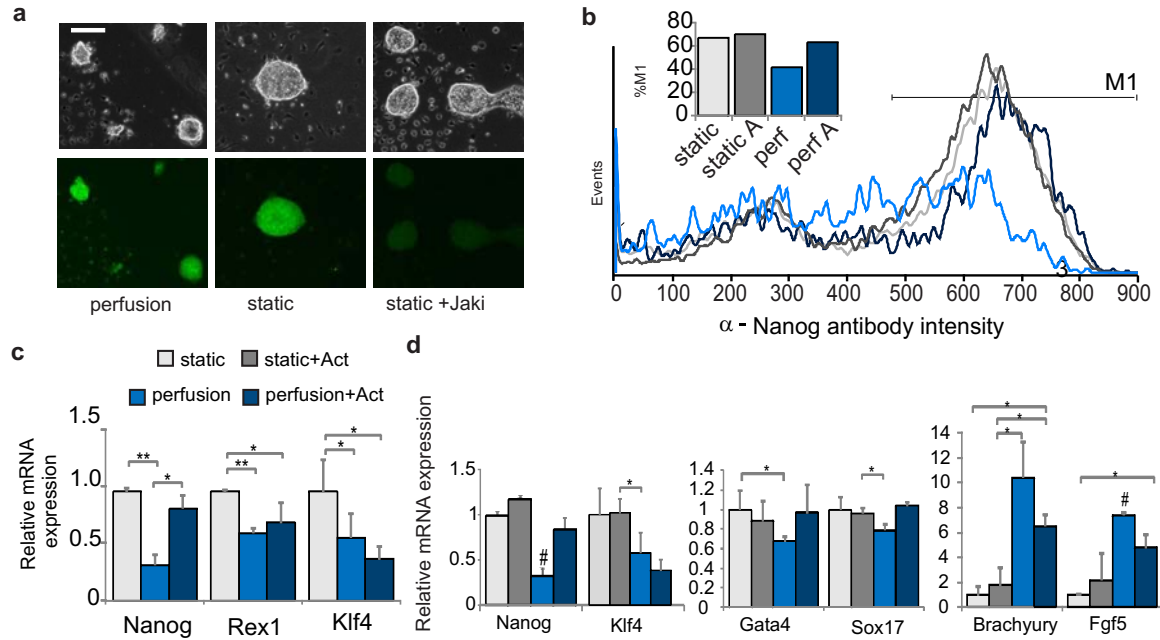 a
perfusion
static
static +Jaki
b
%M1
80
60
40
20
0
static
static A
perf
perf A
M1
Events
3
0 100 200 300 400 500 600 700 800 900
α - Nanog antibody intensity
c
static
static+Act
perfusion
perfusion+Act
Relative mRNA
expression
1.5
1.0
0.5
0
** *
** *
* *
Nanog Rex1 Klf4
d
Relative mRNA expression
1.5
1
0.5
0
#
*
Nanog Klf4
1.4
1.2
1.0
0.8
0.6
0.4
0.2
0
* *
Gata4 Sox17
14
12
10
8
6
4
2
0
*
*
*
*
#
Brachyury Fgf5